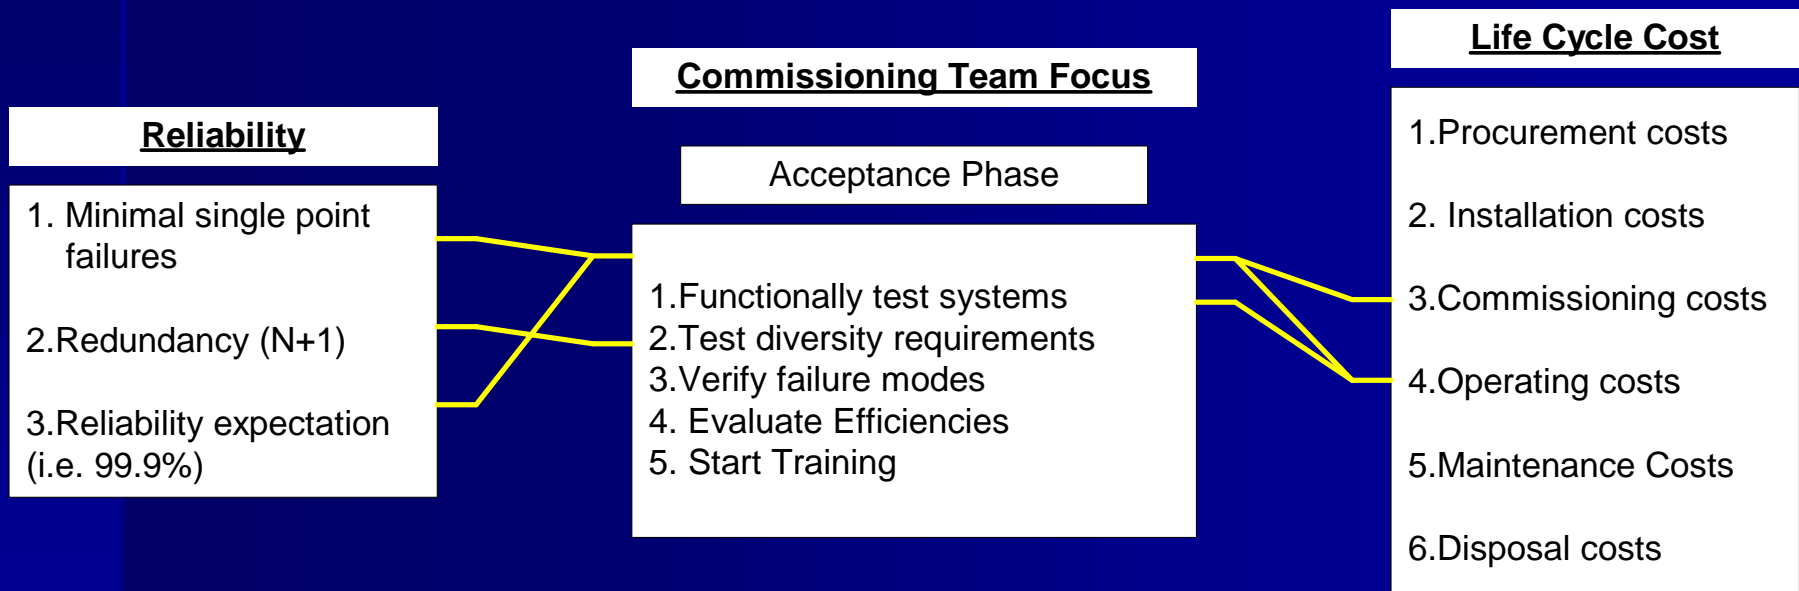 Reliability
1. Minimal single point
failures
2.Redundancy (N+1)
3.Reliability expectation
(i.e. 99.9%)
Commissioning Team Focus
Acceptance Phase
1.Functionally test systems
2.Test diversity requirements
3.Verify failure modes
4. Evaluate Efficiencies
5. Start Training
Life Cycle Cost
1.Procurement costs
2. Installation costs
3.Commissioning costs
4.Operating costs
5.Maintenance Costs
6.Disposal costs